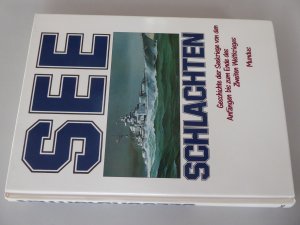 SEE
SCHLACHTEN
Geschichte der Seekriege von den
Anfängen bis zum Ende des
Zweiten Weltkrieges
Mundus